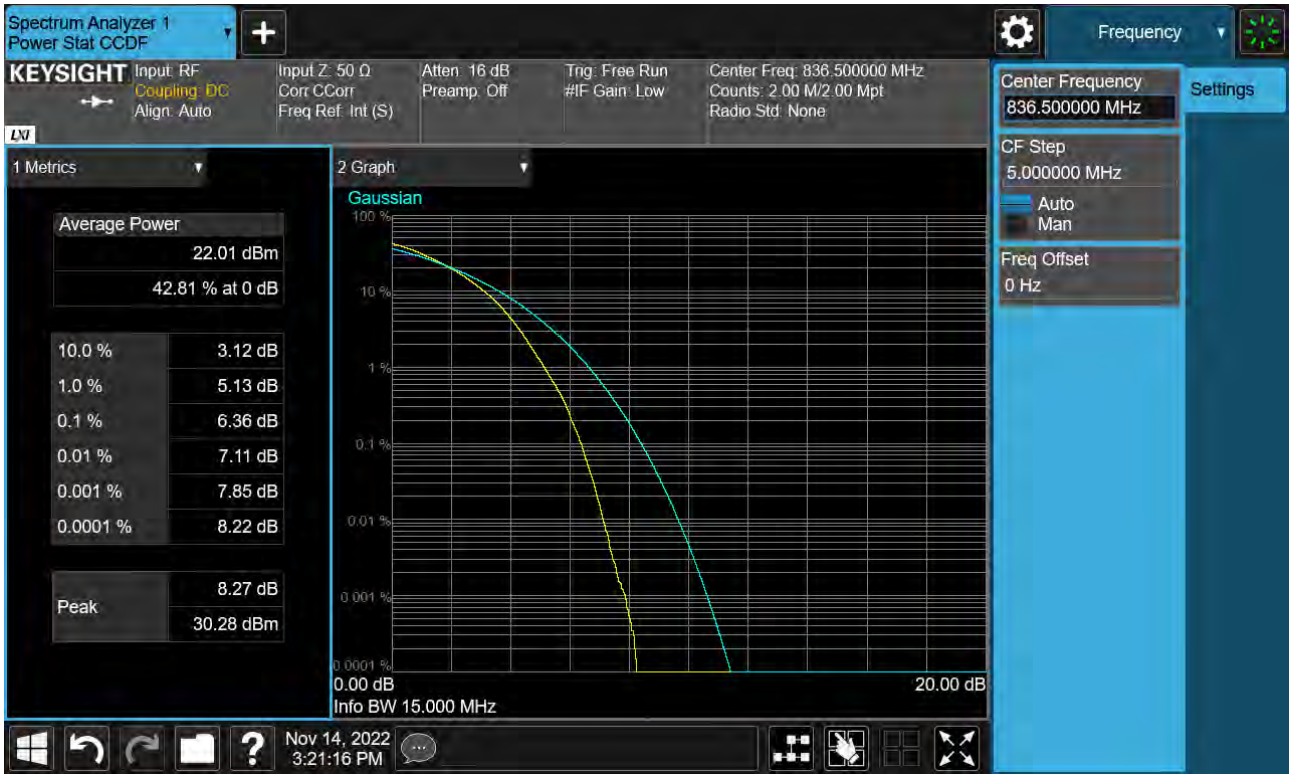 Spectrum Analyzer 1
Power Stat CCDF
Frequency
KEYSIGHT
Input: RF
Coupling: DC
Align: Auto
Input Z: 50 Ω
Corr CCorr
Freq Ref: Int (S)
Atten: 16 dB
Preamp: Off
Trig: Free Run
#IF Gain: Low
Center Freq: 836.500000 MHz
Counts: 2.00 M/2.00 Mpt
Radio Std: None
LXI
Center Frequency
836.500000 MHz
Settings
CF Step
5.000000 MHz
Auto
Man
Freq Offset
0 Hz
1 Metrics
Average Power
22.01 dBm
42.81 % at 0 dB
10.0 % 3.12 dB
1.0 % 5.13 dB
0.1 % 6.36 dB
0.01 % 7.11 dB
0.001 % 7.85 dB
0.0001 % 8.22 dB
Peak
8.27 dB
30.28 dBm
2 Graph
Gaussian
100 %
10 %
1 %
0.1 %
0.01 %
0.001 %
0.0001 %
0.00 dB 20.00 dB
Info BW 15.000 MHz
?
Nov 14, 2022
3:21:16 PM